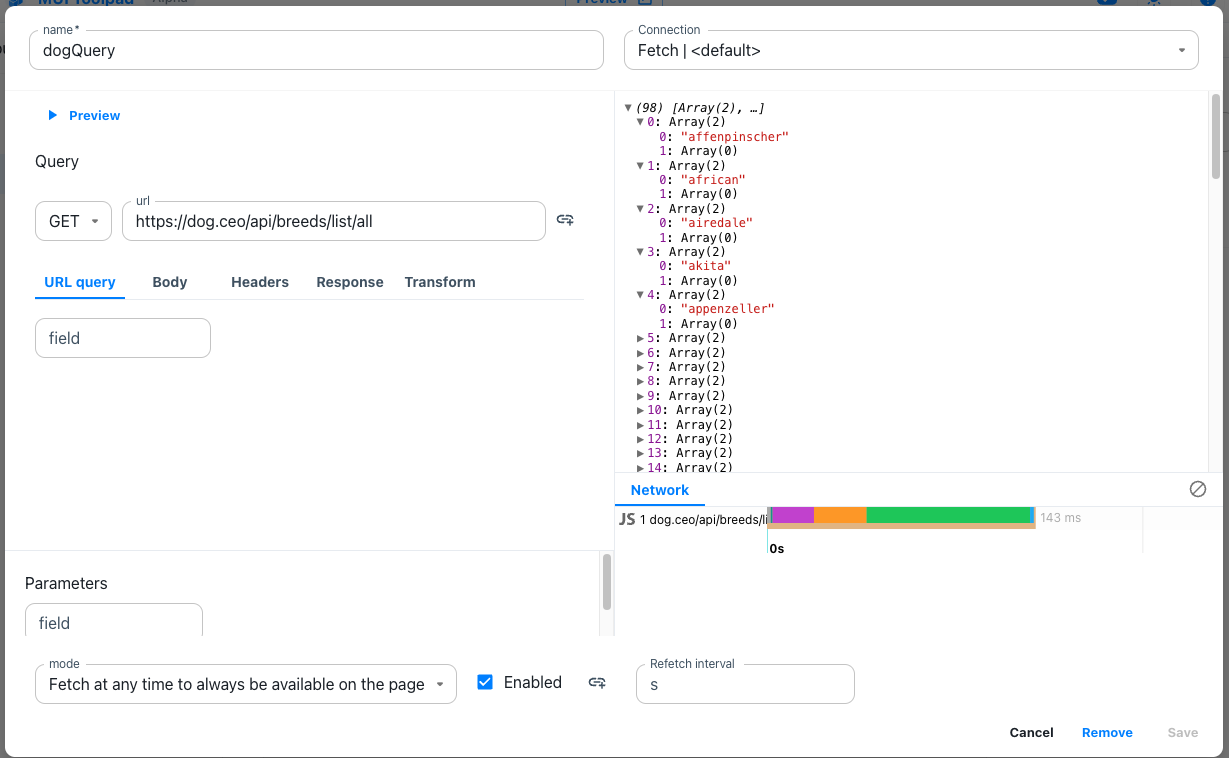 MUI Toolpad Alpha Preview
name *
dogQuery
Connection
Fetch | <default>
Preview
Query
GET
url
https://dog.ceo/api/breeds/list/all
URL query Body Headers Response Transform
field
Parameters
field
(98) [Array(2), …]
0: Array(2)
0: "affenpinscher"
1: Array(0)
1: Array(2)
0: "african"
1: Array(0)
2: Array(2)
0: "airedale"
1: Array(0)
3: Array(2)
0: "akita"
1: Array(0)
4: Array(2)
0: "appenzeller"
1: Array(0)
5: Array(2)
6: Array(2)
7: Array(2)
8: Array(2)
9: Array(2)
10: Array(2)
11: Array(2)
12: Array(2)
13: Array(2)
14: Array(2)
Network
JS 1 dog.ceo/api/breeds/li 143 ms
0s
mode
Fetch at any time to always be available on the page
Enabled
Refetch interval
s
Cancel Remove Save